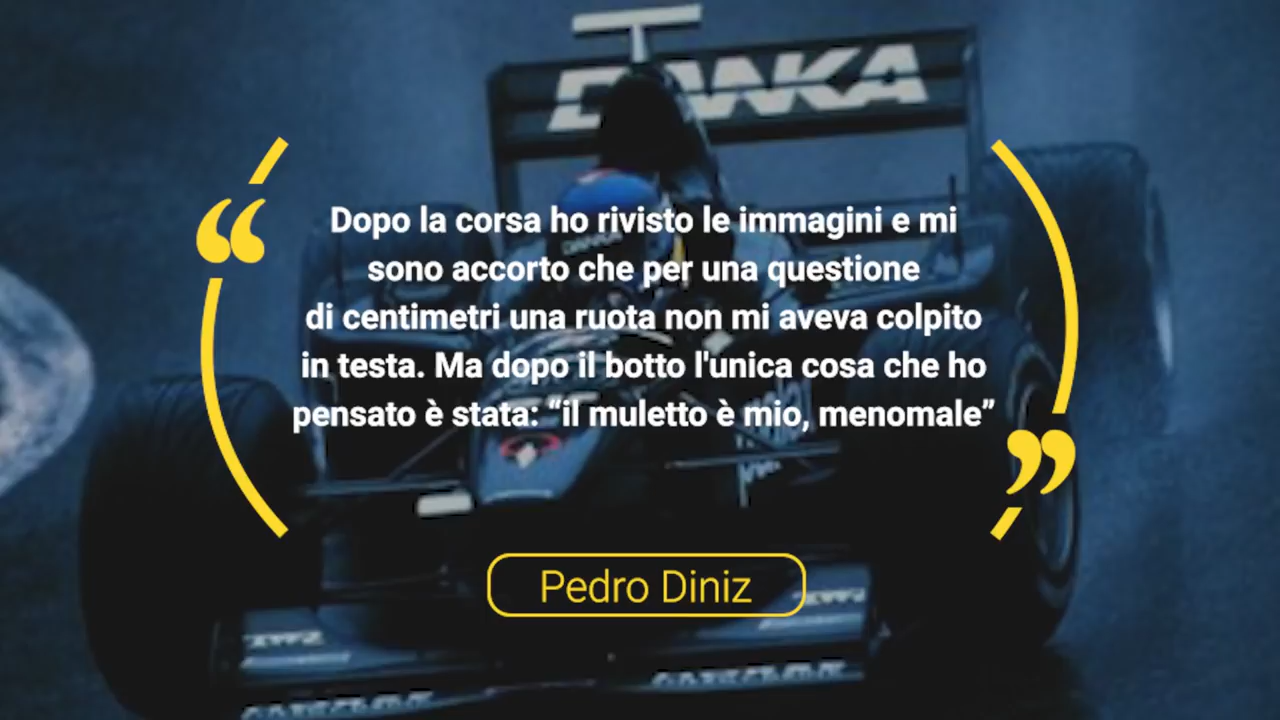 DANKA
“
Dopo la corsa ho rivisto le immagini e mi
sono accorto che per una questione
di centimetri una ruota non mi aveva colpito
in testa. Ma dopo il botto l'unica cosa che ho
pensato è stata: “il muletto è mio, menomale”
”
Pedro Diniz